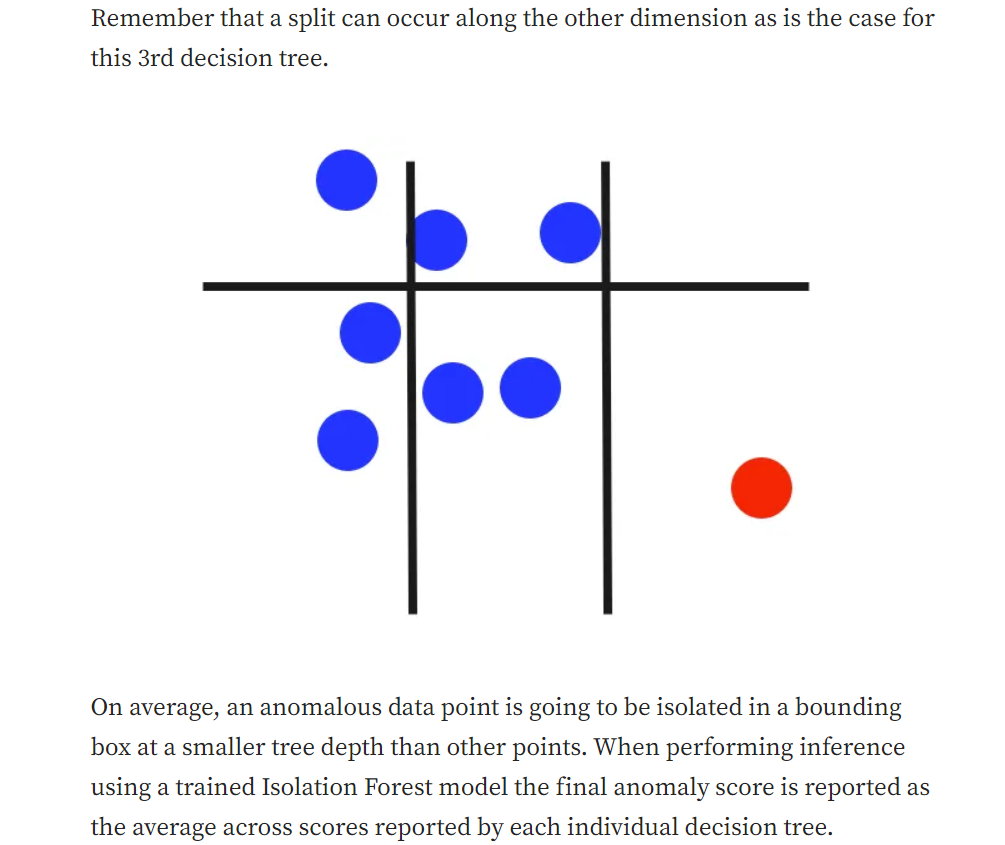 Remember that a split can occur along the other dimension as is the case for
this 3rd decision tree.
On average, an anomalous data point is going to be isolated in a bounding
box at a smaller tree depth than other points. When performing inference
using a trained Isolation Forest model the final anomaly score is reported as
the average across scores reported by each individual decision tree.